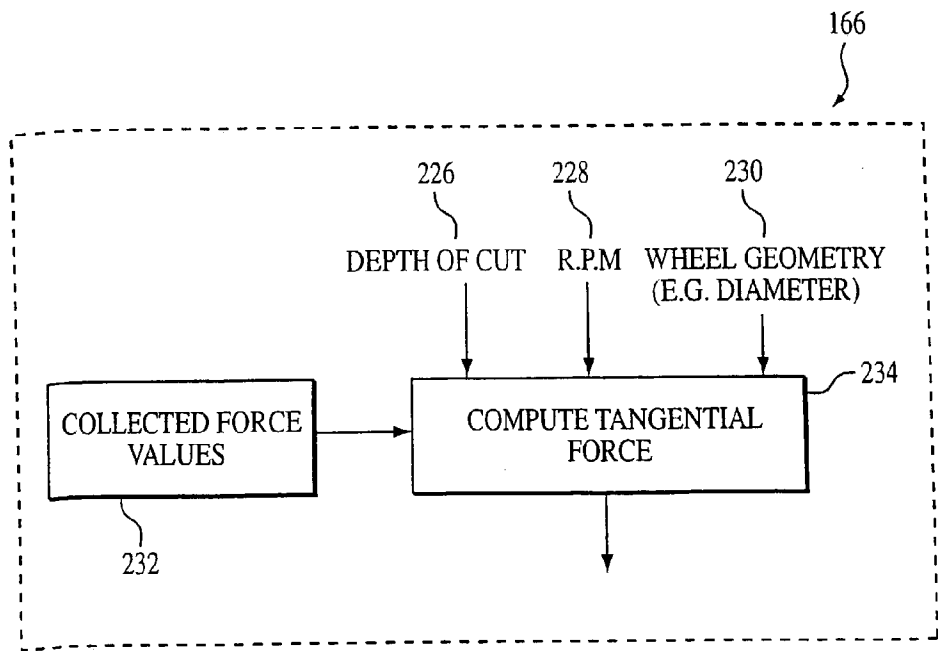 166
226
228
230
DEPTH OF CUT
R.P.M
WHEEL GEOMETRY
(E.G. DIAMETER)
234
COLLECTED FORCE
VALUES
COMPUTE TANGENTIAL
FORCE
232